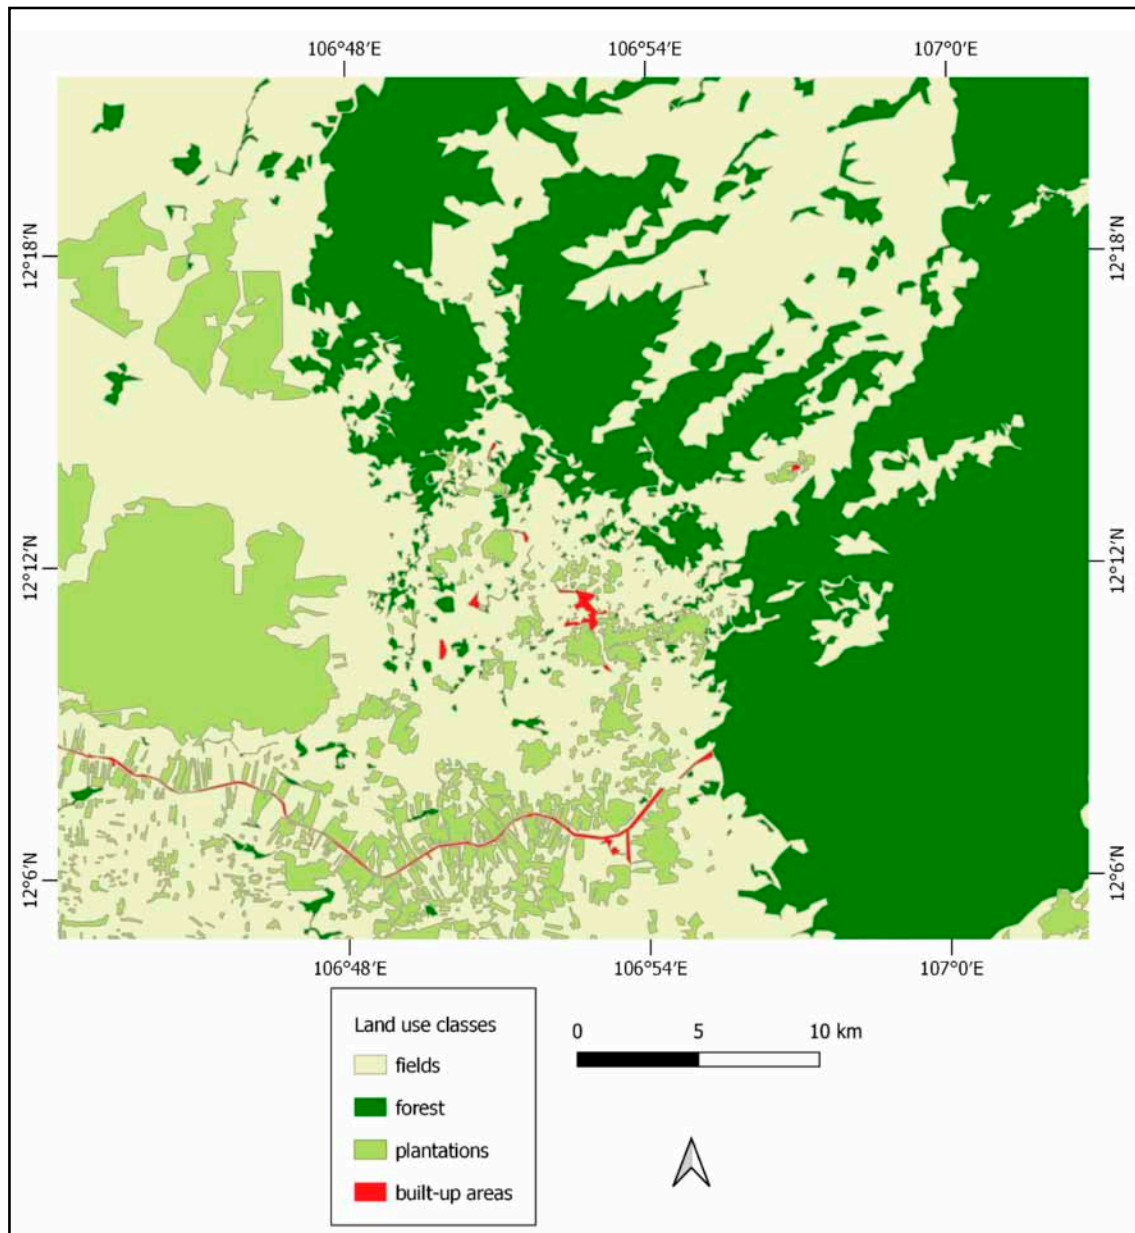 106°48′E 106°54′E 107°0′E
12°18′N 12°18′N
12°12′N 12°12′N
12°6′N 12°6′N
106°48′E 106°54′E 107°0′E
Land use classes
fields
forest
plantations
built-up areas
0 5 10 km